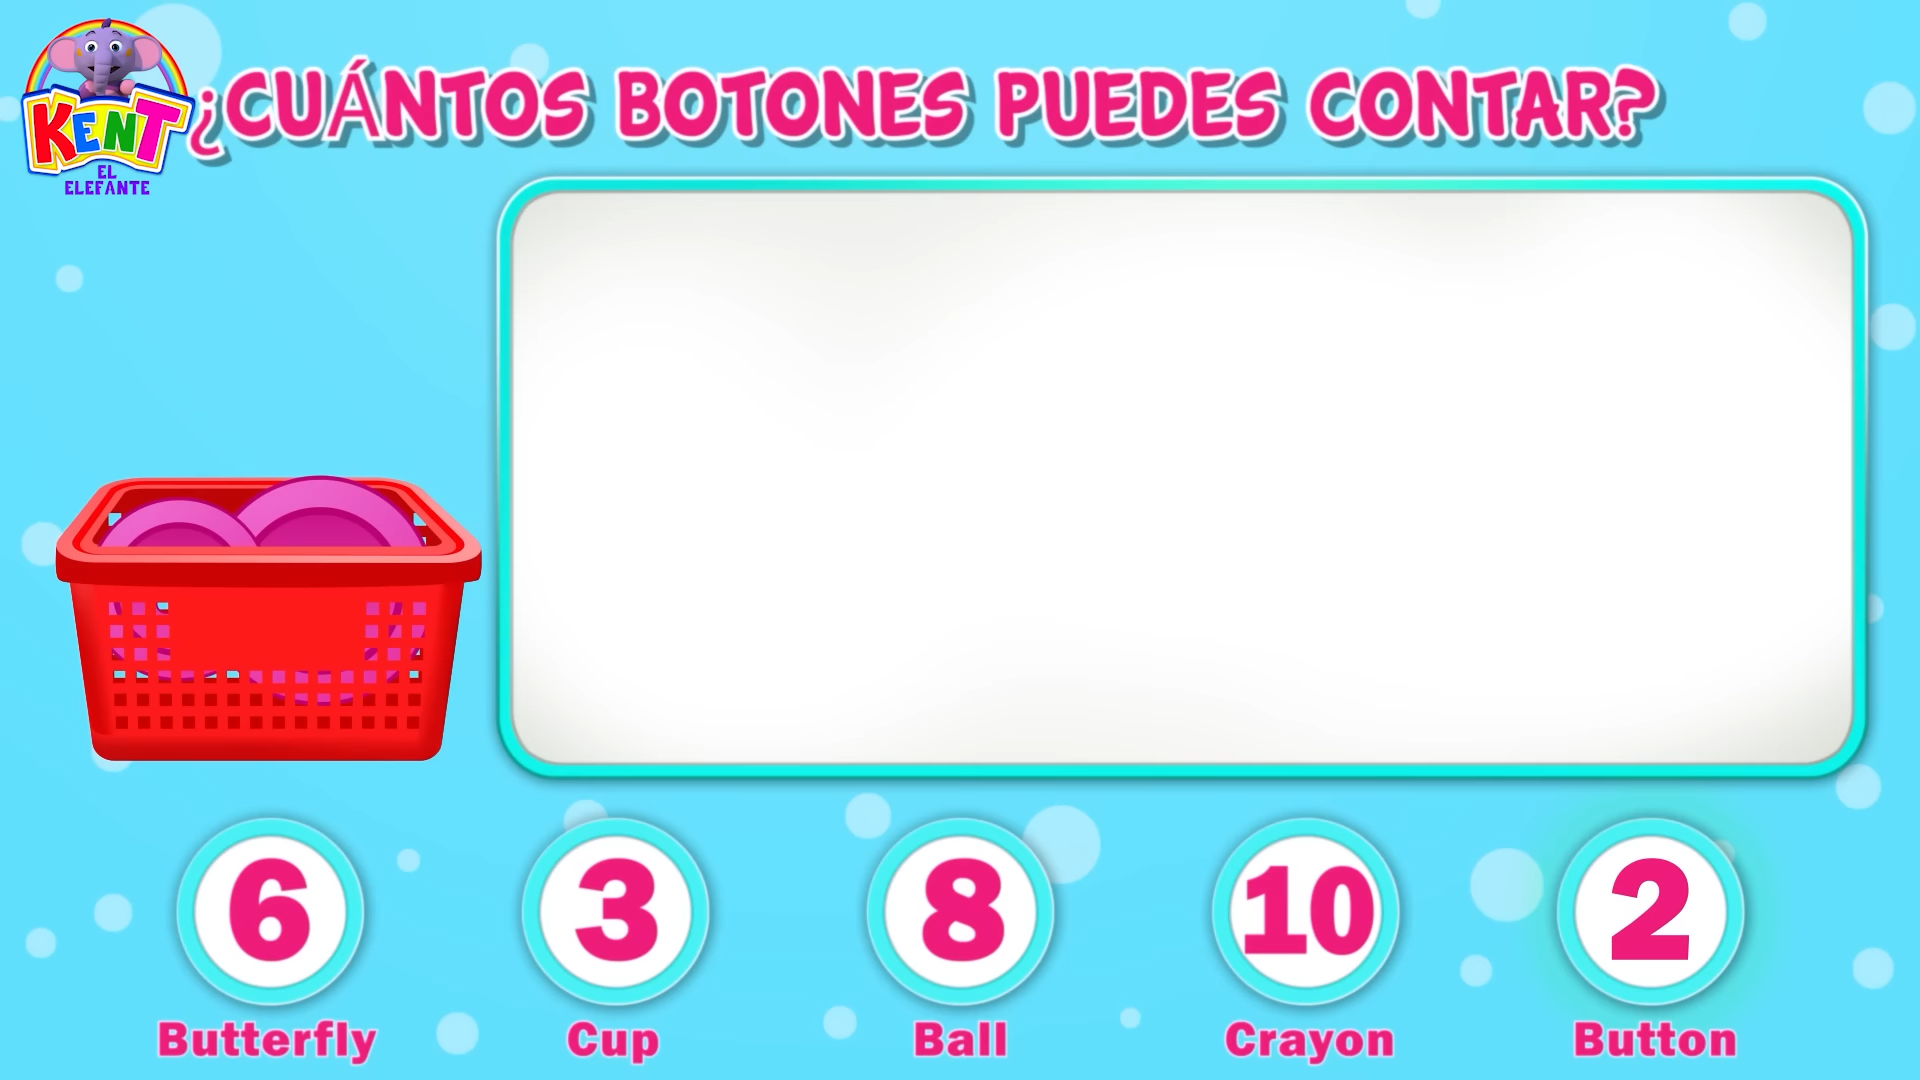 KENT
EL
ELEFANTE
¿CUÁNTOS BOTONES PUEDES CONTAR?
6 3 8 10 2
Butterfly Cup Ball Crayon Button